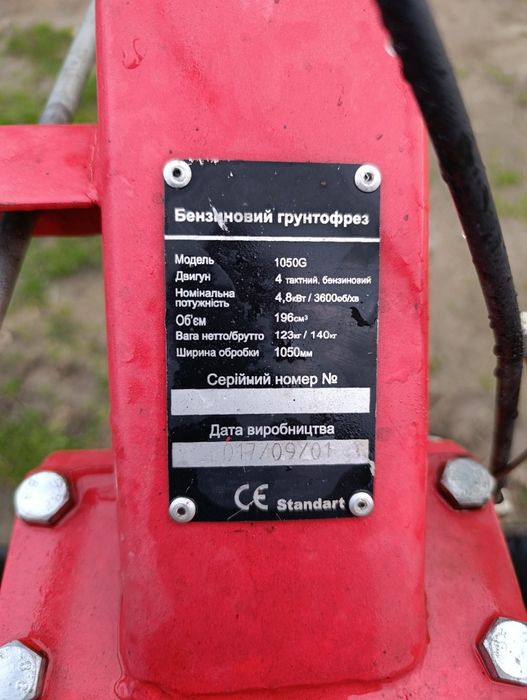 Бензиновий грунтофрез
Модель 1050G
Двигун 4 тактний, бензиновий
Номінальна потужність 4,8кВт / 3600об/хв
Об'єм 196см³
Вага нетто/брутто 123кг / 140кг
Ширина обробки 1050мм
Серіймий номер №
Дата виробництва
017/09/01
CE Standart